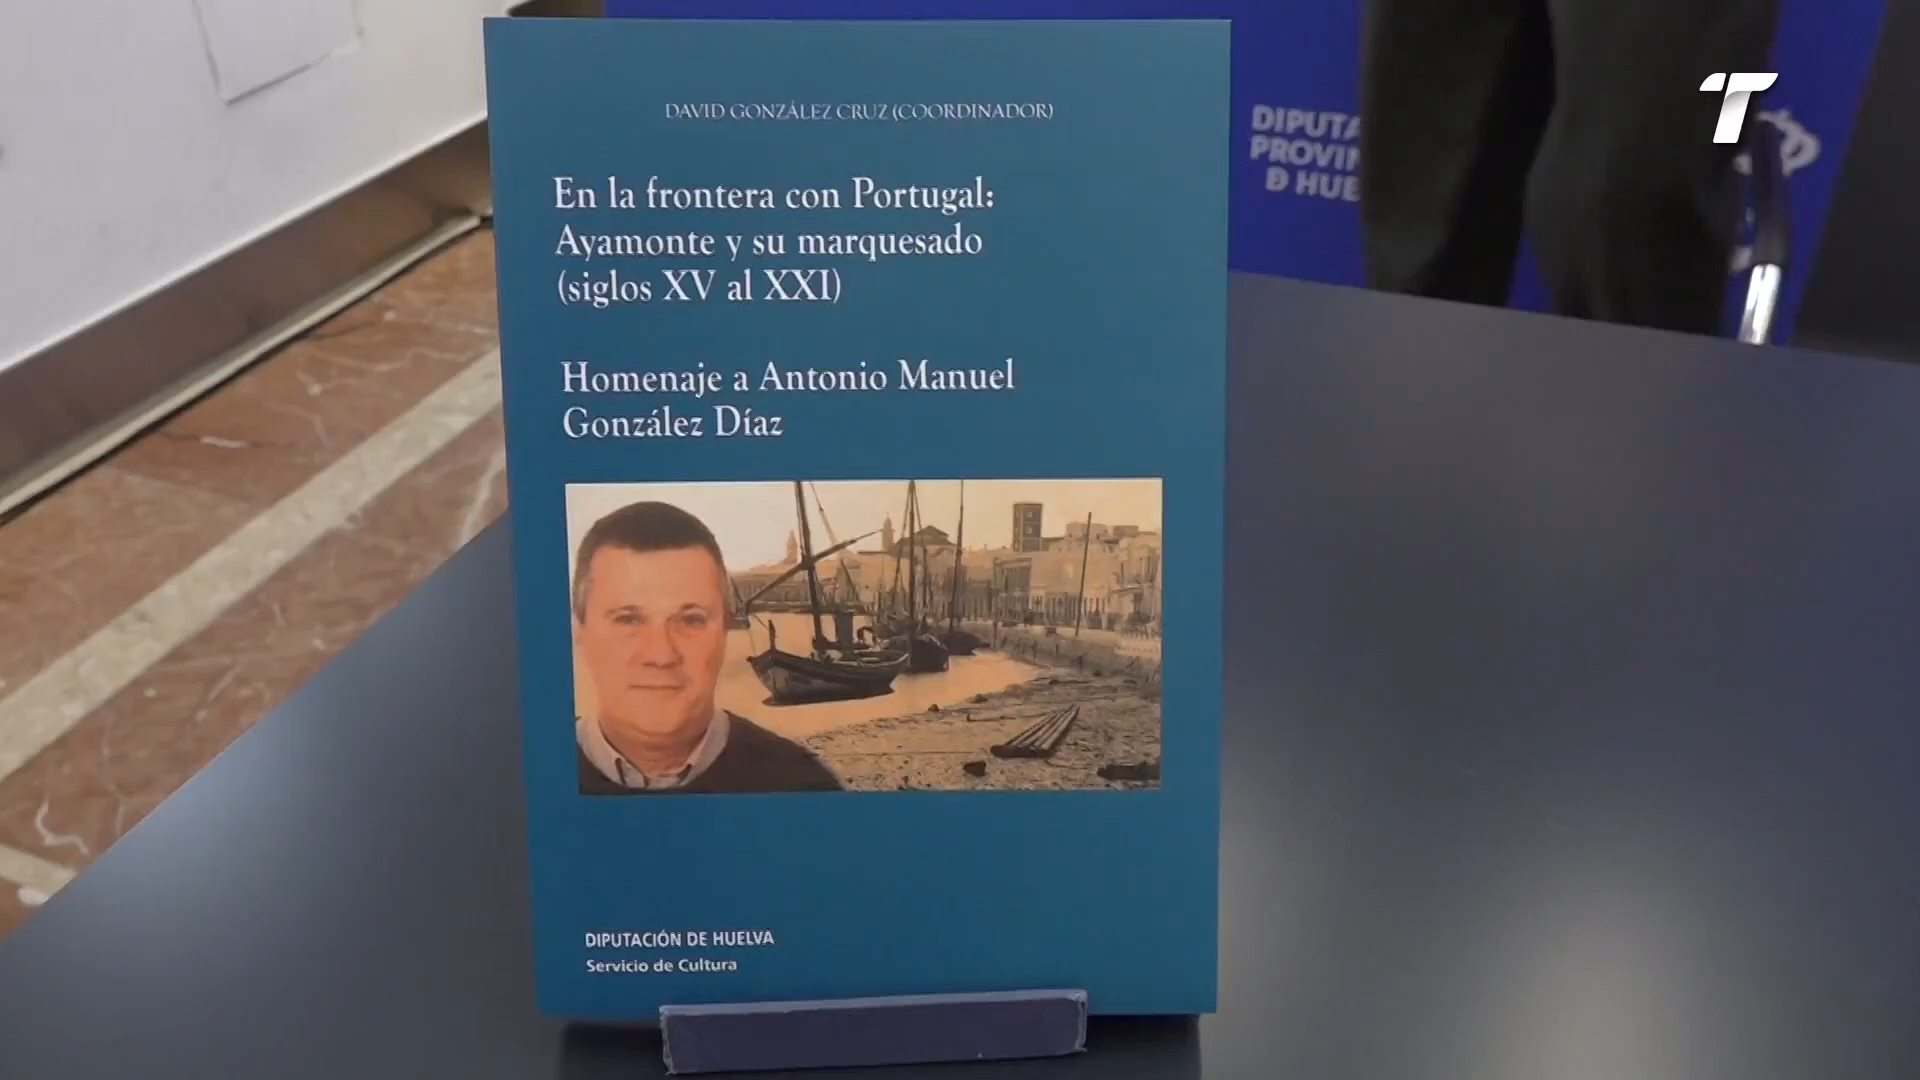 DAVID GONZÁLEZ CRUZ (COORDINADOR)
En la frontera con Portugal:
Ayamonte y su marquesado
(siglos XV al XXI)
Homenaje a Antonio Manuel
González Díaz
DIPUTACIÓN DE HUELVA
Servicio de Cultura